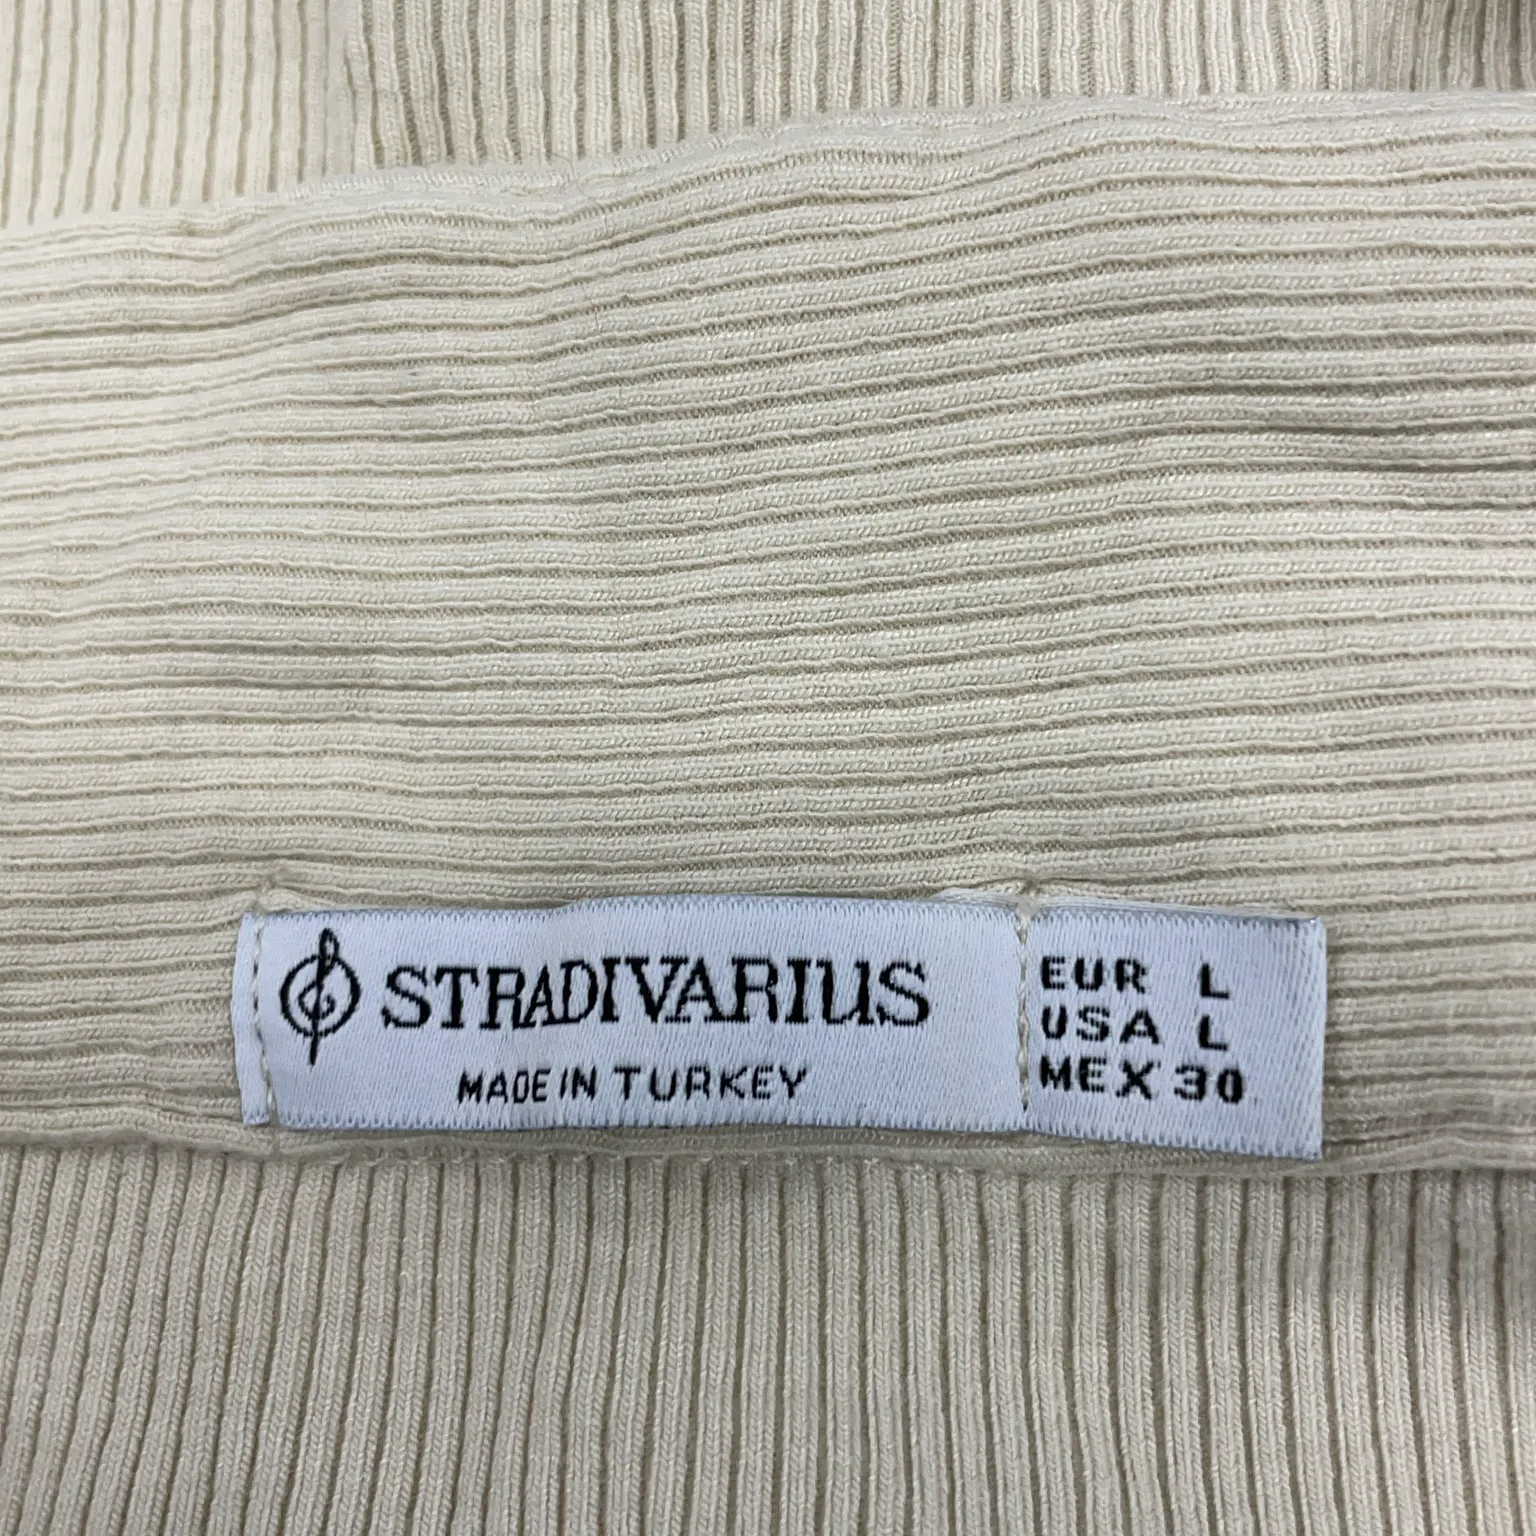 STRADIVARIUS
MADE IN TURKEY
EUR L
USA L
MEX 30